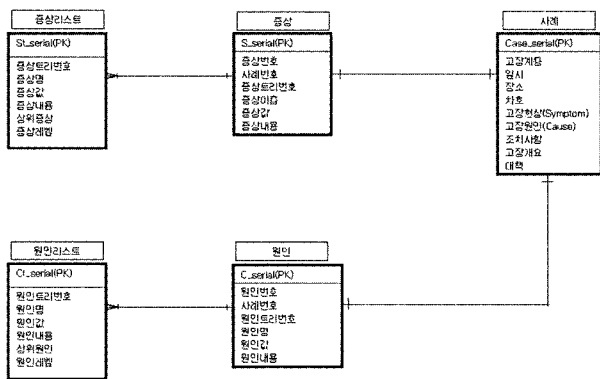 증상리스트
St_serial(PK)
증상트리번호
증상명
증상값
증상내용
상위증상
증상레벨
증상
S_serial(PK)
증상번호
사례번호
증상트리번호
증상이름
증상값
증상내용
사례
Case_serial(PK)
고장계통
일시
장소
차호
고장현상(Symptom)
고장원인(Cause)
조치사항
고장개요
대책
원인리스트
Ct_serial(PK)
원인트리번호
원인명
원인값
원인내용
상위원인
원인레벨
원인
C_serial(PK)
원인번호
사례번호
원인트리번호
원인명
원인값
원인내용